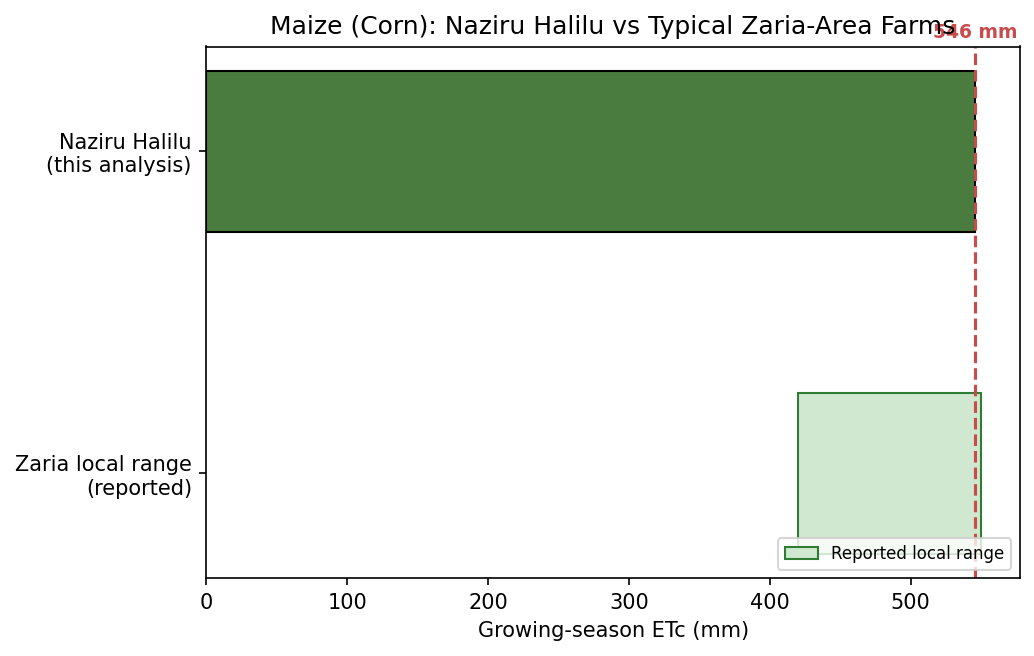 Maize (Corn): Naziru Halilu vs Typical Zaria-Area Farms
546 mm
Naziru Halilu
(this analysis)
Zaria local range
(reported)
Reported local range
0 100 200 300 400 500
Growing-season ETc (mm)